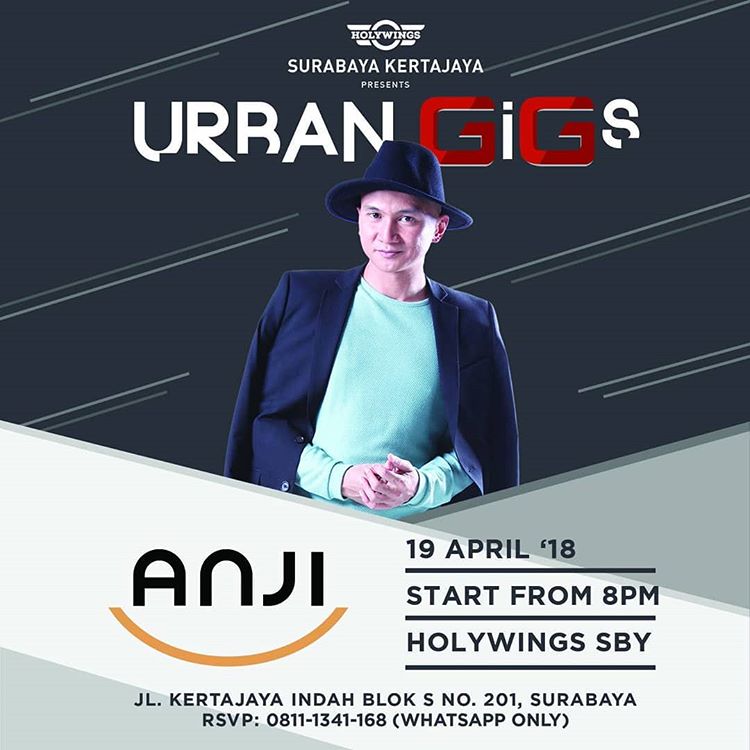 HOLYWINGS
SURABAYA KERTAJAYA
PRESENTS
URBAN GiGs
ANJI
19 APRIL ‘18
START FROM 8PM
HOLYWINGS SBY
JL. KERTAJAYA INDAH BLOK S NO. 201, SURABAYA
RSVP: 0811-1341-168 (WHATSAPP ONLY)